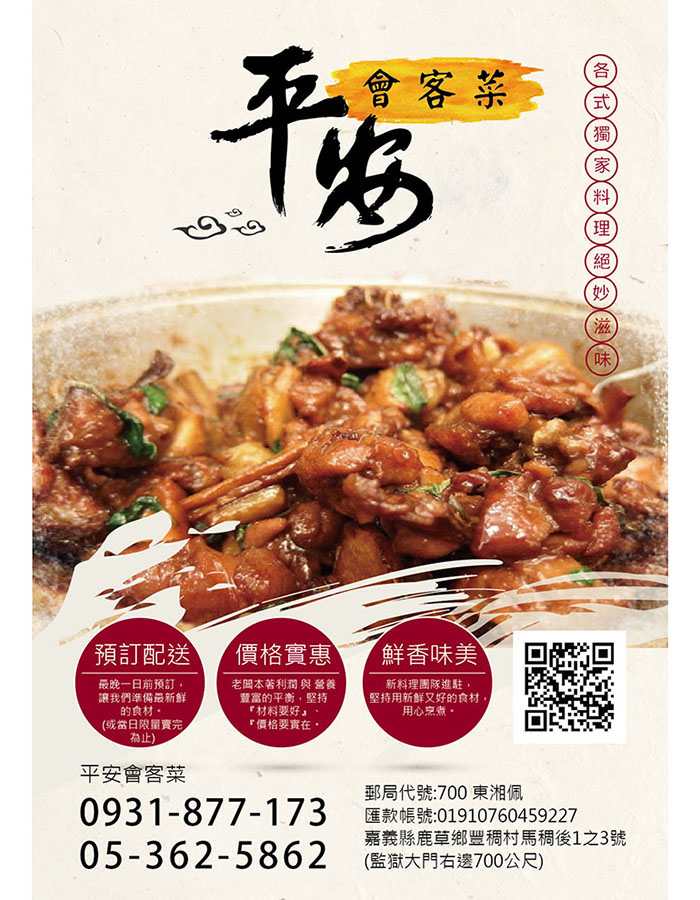 平安
會客菜
各式獨家料理絕妙滋味
預訂配送
最晚一日前預訂，
讓我們準備最新鮮
的食材。
(或當日限量賣完
為止)
價格實惠
老闆本著利潤 與 營養
豐富的平衡，堅持
『材料要好』、
『價格要實在。
鮮香味美
新料理團隊進駐，
堅持用新鮮又好的食材，
用心烹煮。
平安會客菜
0931-877-173
05-362-5862
郵局代號:700 東湘佩
匯款帳號:01910760459227
嘉義縣鹿草鄉豐稠村馬稠後1之3號
(監獄大門右邊700公尺)